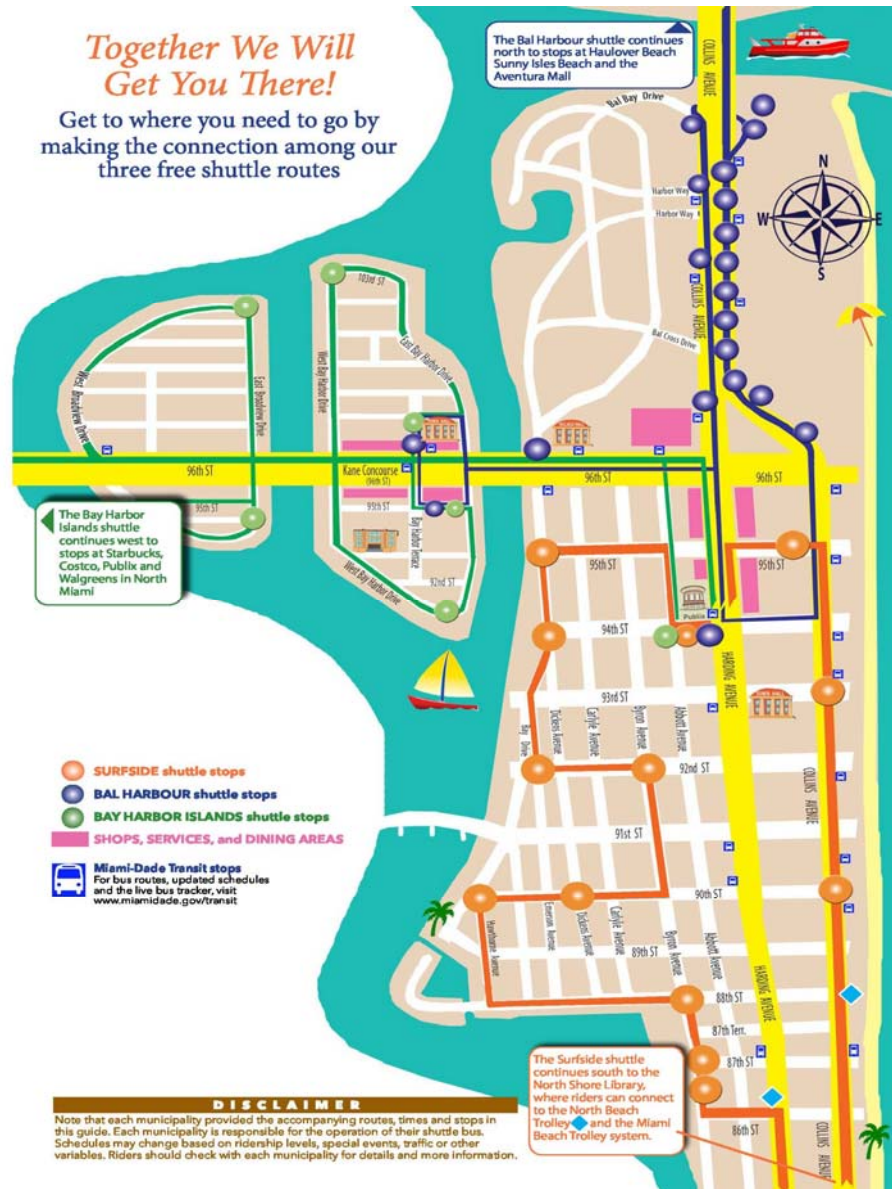 Together We Will
Get You There!
Get to where you need to go by
making the connection among our
three free shuttle routes
The Bal Harbour shuttle continues
north to stops at Haulover Beach
Sunny Isles Beach and the
Aventura Mall
COLLINS AVENUE
Bal Bay Drive
Harbor Way
Harbor Way
N
W E
S
COLLINS AVENUE
Bal Cross Drive
103rd ST
East Bay Harbor Drive
West Bay Harbor Drive
West Broadview Drive
East Broadview Drive
96th ST
Kane Concourse
(96th ST)
96th ST
96th ST
95th ST
95th ST
Bay Harbor Terrace
92nd ST
West Bay Harbor Drive
The Bay Harbor
Islands shuttle
continues west to
stops at Starbucks,
Costco, Publix and
Walgreens in North
Miami
95th ST
95th ST
Publix
94th ST
HARDING AVENUE
93rd ST
TOWN HALL
Bay Drive
Dickens Avenue
Carlyle Avenue
Byron Avenue
Abbott Avenue
92nd ST
COLLINS AVENUE
91st ST
90th ST
Hawthorne Avenue
Emerson Avenue
Dickens Avenue
Carlyle Avenue
Byron Avenue
Abbott Avenue
89th ST
HARDING AVENUE
88th ST
87th Terr.
87th ST
86th ST
COLLINS AVENUE
SURFSIDE shuttle stops
BAL HARBOUR shuttle stops
BAY HARBOR ISLANDS shuttle stops
SHOPS, SERVICES, and DINING AREAS
Miami-Dade Transit stops
For bus routes, updated schedules
and the live bus tracker, visit
www.miamidade.gov/transit
The Surfside shuttle
continues south to the
North Shore Library,
where riders can connect
to the North Beach
Trolley and the Miami
Beach Trolley system.
DISCLAIMER
Note that each municipality provided the accompanying routes, times and stops in
this guide. Each municipality is responsible for the operation of their shuttle bus.
Schedules may change based on ridership levels, special events, traffic or other
variables. Riders should check with each municipality for details and more information.